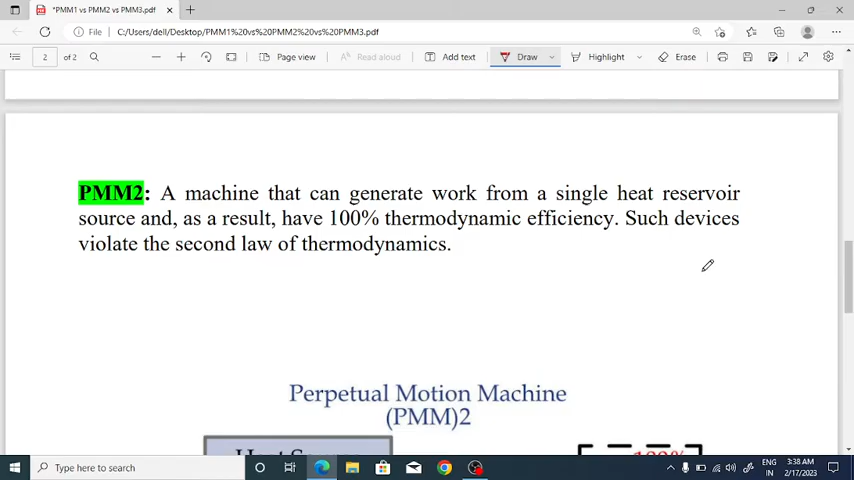 *PMM1 vs PMM2 vs PMM3.pdf
File C:/Users/dell/Desktop/PMM1%20vs%20PMM2%20vs%20PMM3.pdf
2 of 2 Page view Read aloud Add text Draw Highlight Erase
PMM2: A machine that can generate work from a single heat reservoir
source and, as a result, have 100% thermodynamic efficiency. Such devices
violate the second law of thermodynamics.
Perpetual Motion Machine
(PMM)2
100%
Type here to search
ENG
IN
3:38 AM
2/17/2023